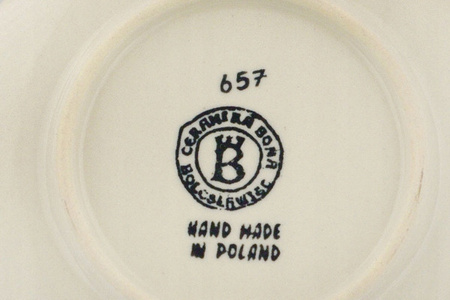 657
CERAMIKA BONA
B
BOLESŁAWIEC
HAND MADE
IN POLAND